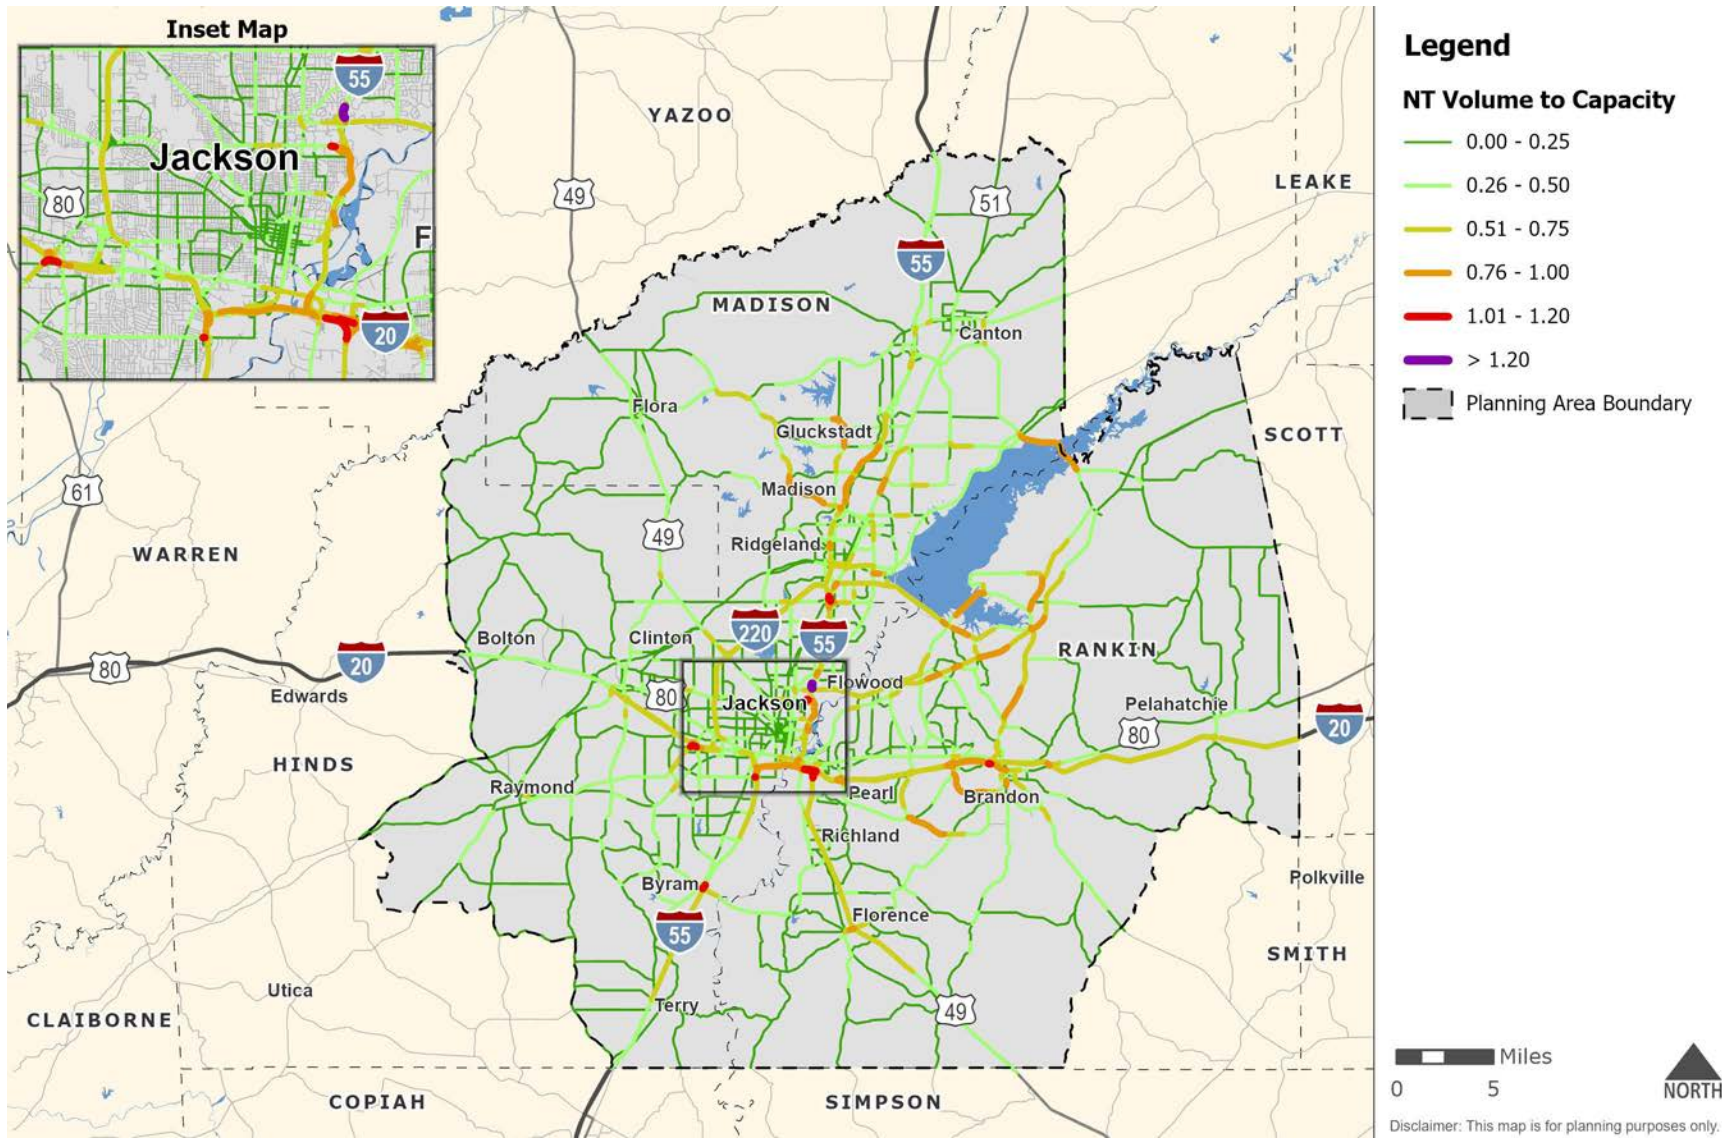 Inset Map
55
Jackson
80
F
20
YAZOO
LEAKE
49
51
55
MADISON
Canton
Flora
Gluckstadt
SCOTT
61
Madison
49
Ridgeland
WARREN
220
55
Bolton
Clinton
RANKIN
80
20
Edwards
80
Flowood
Jackson
Pelahatchie
80
20
HINDS
Raymond
Pearl
Brandon
Richland
Byram
Polkville
55
Florence
SMITH
Utica
Terry
49
CLAIBORNE
COPIAH
SIMPSON
Legend
NT Volume to Capacity
0.00 - 0.25
0.26 - 0.50
0.51 - 0.75
0.76 - 1.00
1.01 - 1.20
> 1.20
Planning Area Boundary
Miles
0 5
NORTH
Disclaimer: This map is for planning purposes only.